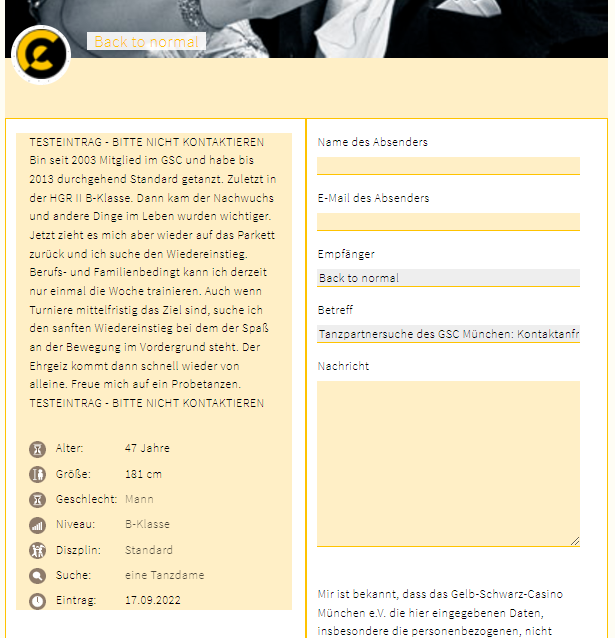 Back to normal
TESTEINTRAG - BITTE NICHT KONTAKTIEREN
Bin seit 2003 Mitglied im GSC und habe bis
2013 durchgehend Standard getanzt. Zuletzt in
der HGR II B-Klasse. Dann kam der Nachwuchs
und andere Dinge im Leben wurden wichtiger.
Jetzt zieht es mich aber wieder auf das Parkett
zurück und ich suche den Wiedereinstieg.
Berufs- und Familienbedingt kann ich derzeit
nur einmal die Woche trainieren. Auch wenn
Turniere mittelfristig das Ziel sind, suche ich
den sanften Wiedereinstieg bei dem der Spaß
an der Bewegung im Vordergrund steht. Der
Ehrgeiz kommt dann schnell wieder von
alleine. Freue mich auf ein Probetanzen.
TESTEINTRAG - BITTE NICHT KONTAKTIEREN
Alter: 47 Jahre
Größe: 181 cm
Geschlecht: Mann
Niveau: B-Klasse
Diszplin: Standard
Suche: eine Tanzdame
Eintrag: 17.09.2022
Name des Absenders
E-Mail des Absenders
Empfänger
Back to normal
Betreff
Tanzpartnersuche des GSC München: Kontaktanfr
Nachricht
Mir ist bekannt, dass das Gelb-Schwarz-Casino
München e.V. die hier eingegebenen Daten,
insbesondere die personenbezogenen, nicht